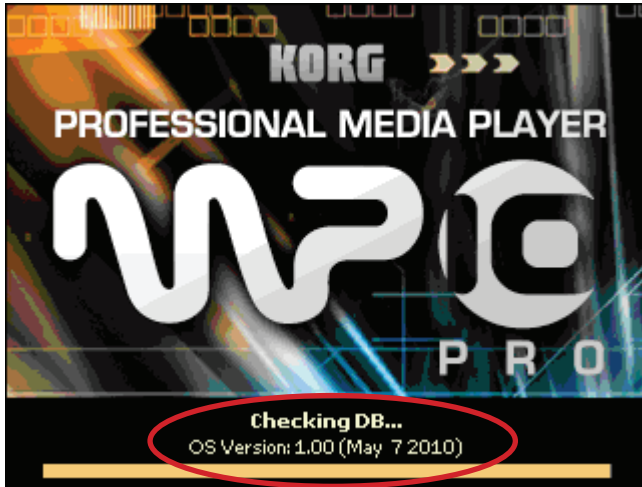 KORG
PROFESSIONAL MEDIA PLAYER
MP10
PRO
Checking DB...
OS Version: 1.00 (May 7 2010)